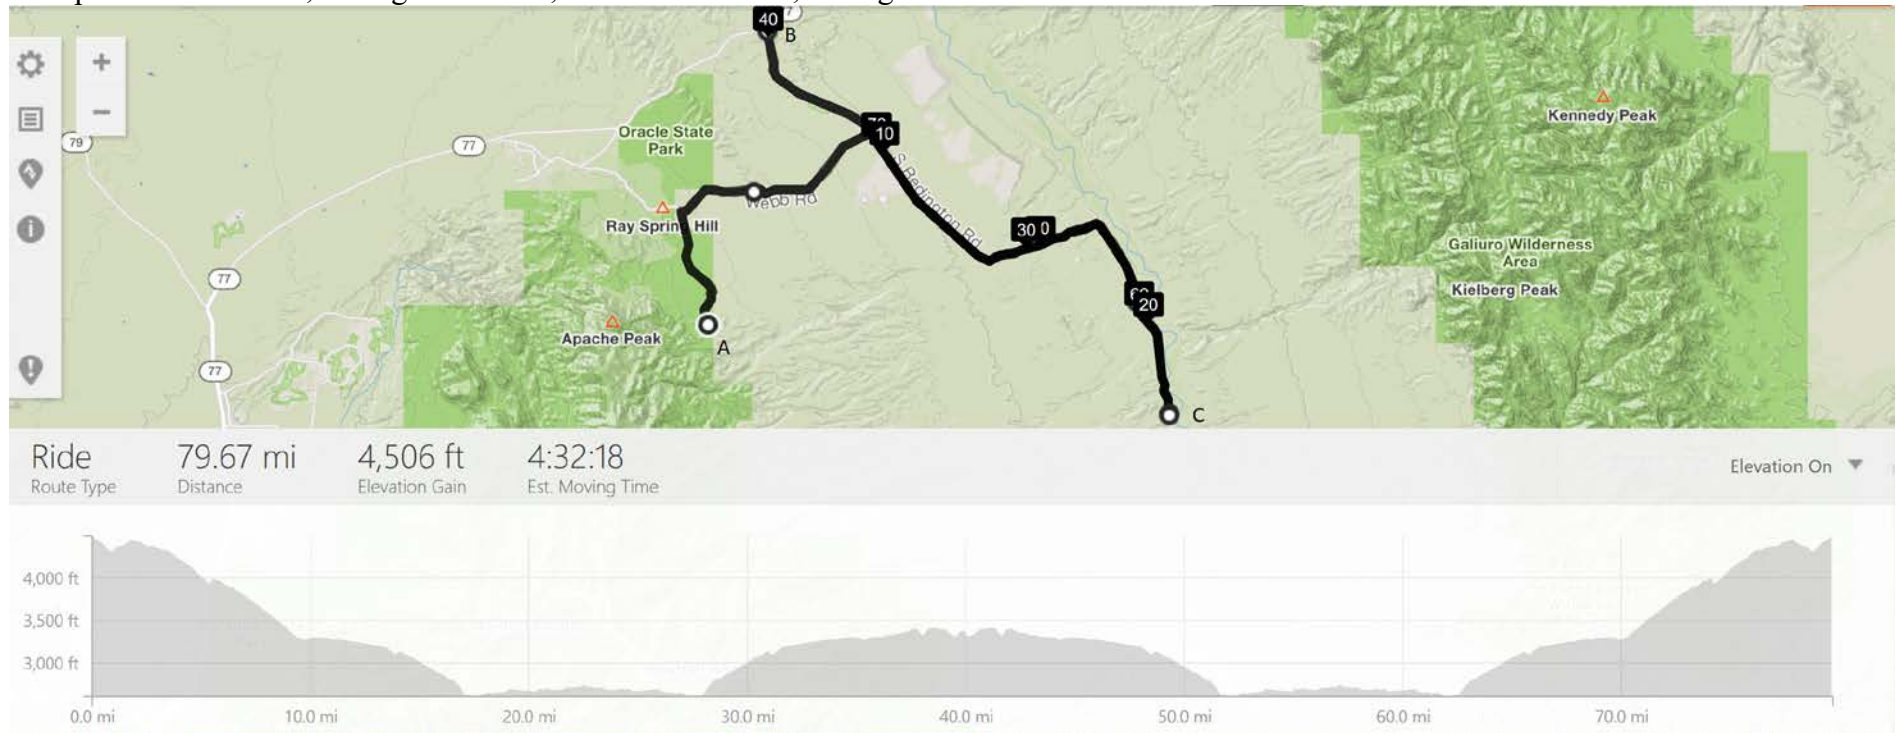 40
B
Oracle State
Park
77
79
10
Kennedy Peak
S Redington Rd
Webb Rd
Ray Spring Hill
30
0
Galiuro Wilderness
Area
Kielberg Peak
77
20
Apache Peak
A
77
C
Ride
79.67 mi
4,506 ft
4:32:18
Route Type
Distance
Elevation Gain
Est. Moving Time
Elevation On
4,000 ft
3,500 ft
3,000 ft
0.0 mi
10.0 mi
20.0 mi
30.0 mi
40.0 mi
50.0 mi
60.0 mi
70.0 mi